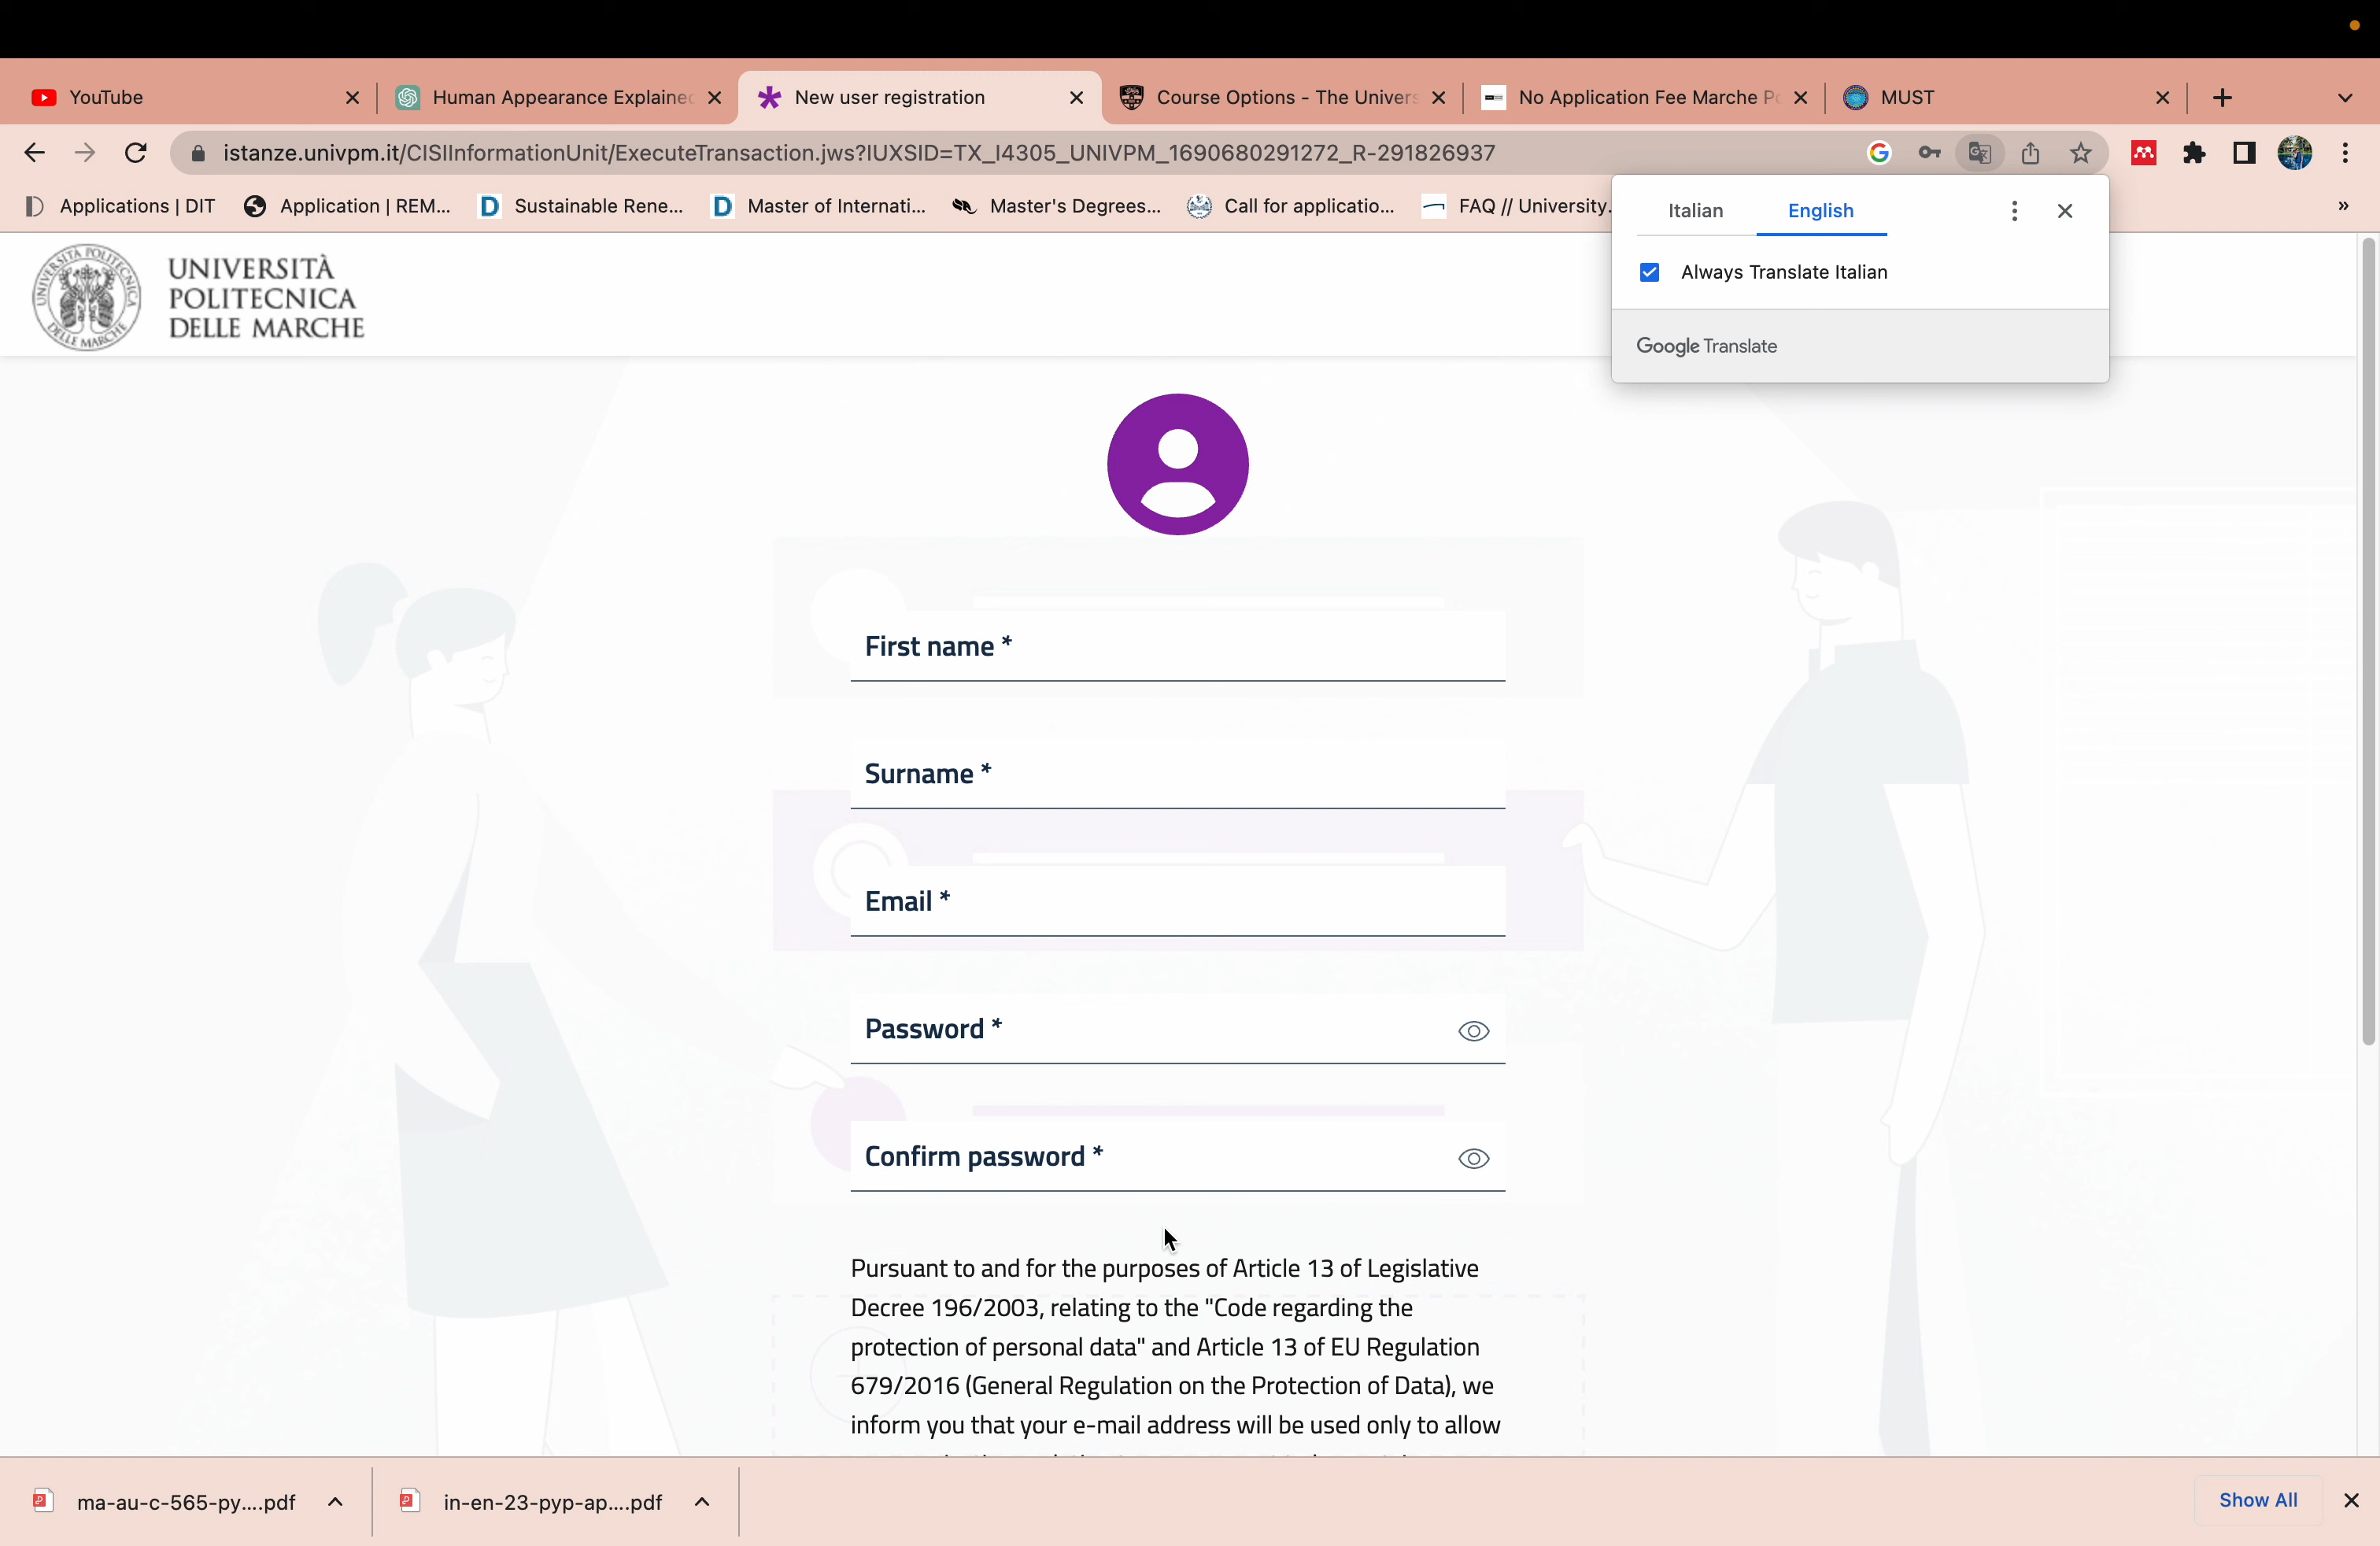 YouTube
Human Appearance Explained
New user registration
Course Options - The Univers
No Application Fee Marche Po
MUST
istanze.univpm.it/CISIInformationUnit/ExecuteTransaction.jws?IUXSID=TX_I4305_UNIVPM_1690680291272_R-291826937
Applications | DIT
Application | REM...
Sustainable Rene...
Master of Internati...
Master's Degrees...
Call for applicatio...
FAQ // University.
Italian
English
Always Translate Italian
Google Translate
UNIVERSITÀ
POLITECNICA
DELLE MARCHE
First name *
Surname *
Email *
Password *
Confirm password *
Pursuant to and for the purposes of Article 13 of Legislative
Decree 196/2003, relating to the "Code regarding the
protection of personal data" and Article 13 of EU Regulation
679/2016 (General Regulation on the Protection of Data), we
inform you that your e-mail address will be used only to allow
ma-au-c-565-py....pdf
in-en-23-pyp-ap....pdf
Show All